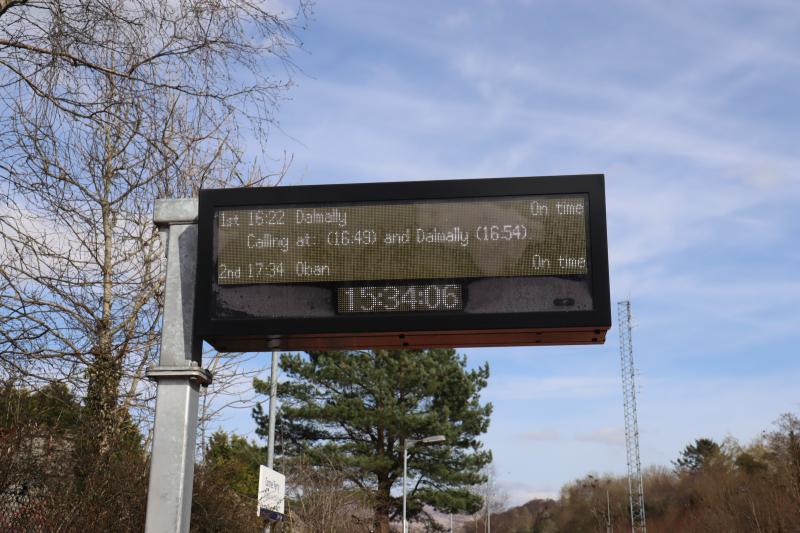 1st 16:22 Dalmally On time
Calling at: (16:49) and Dalmally (16:54)
2nd 17:34 Oban On time
15:34:06